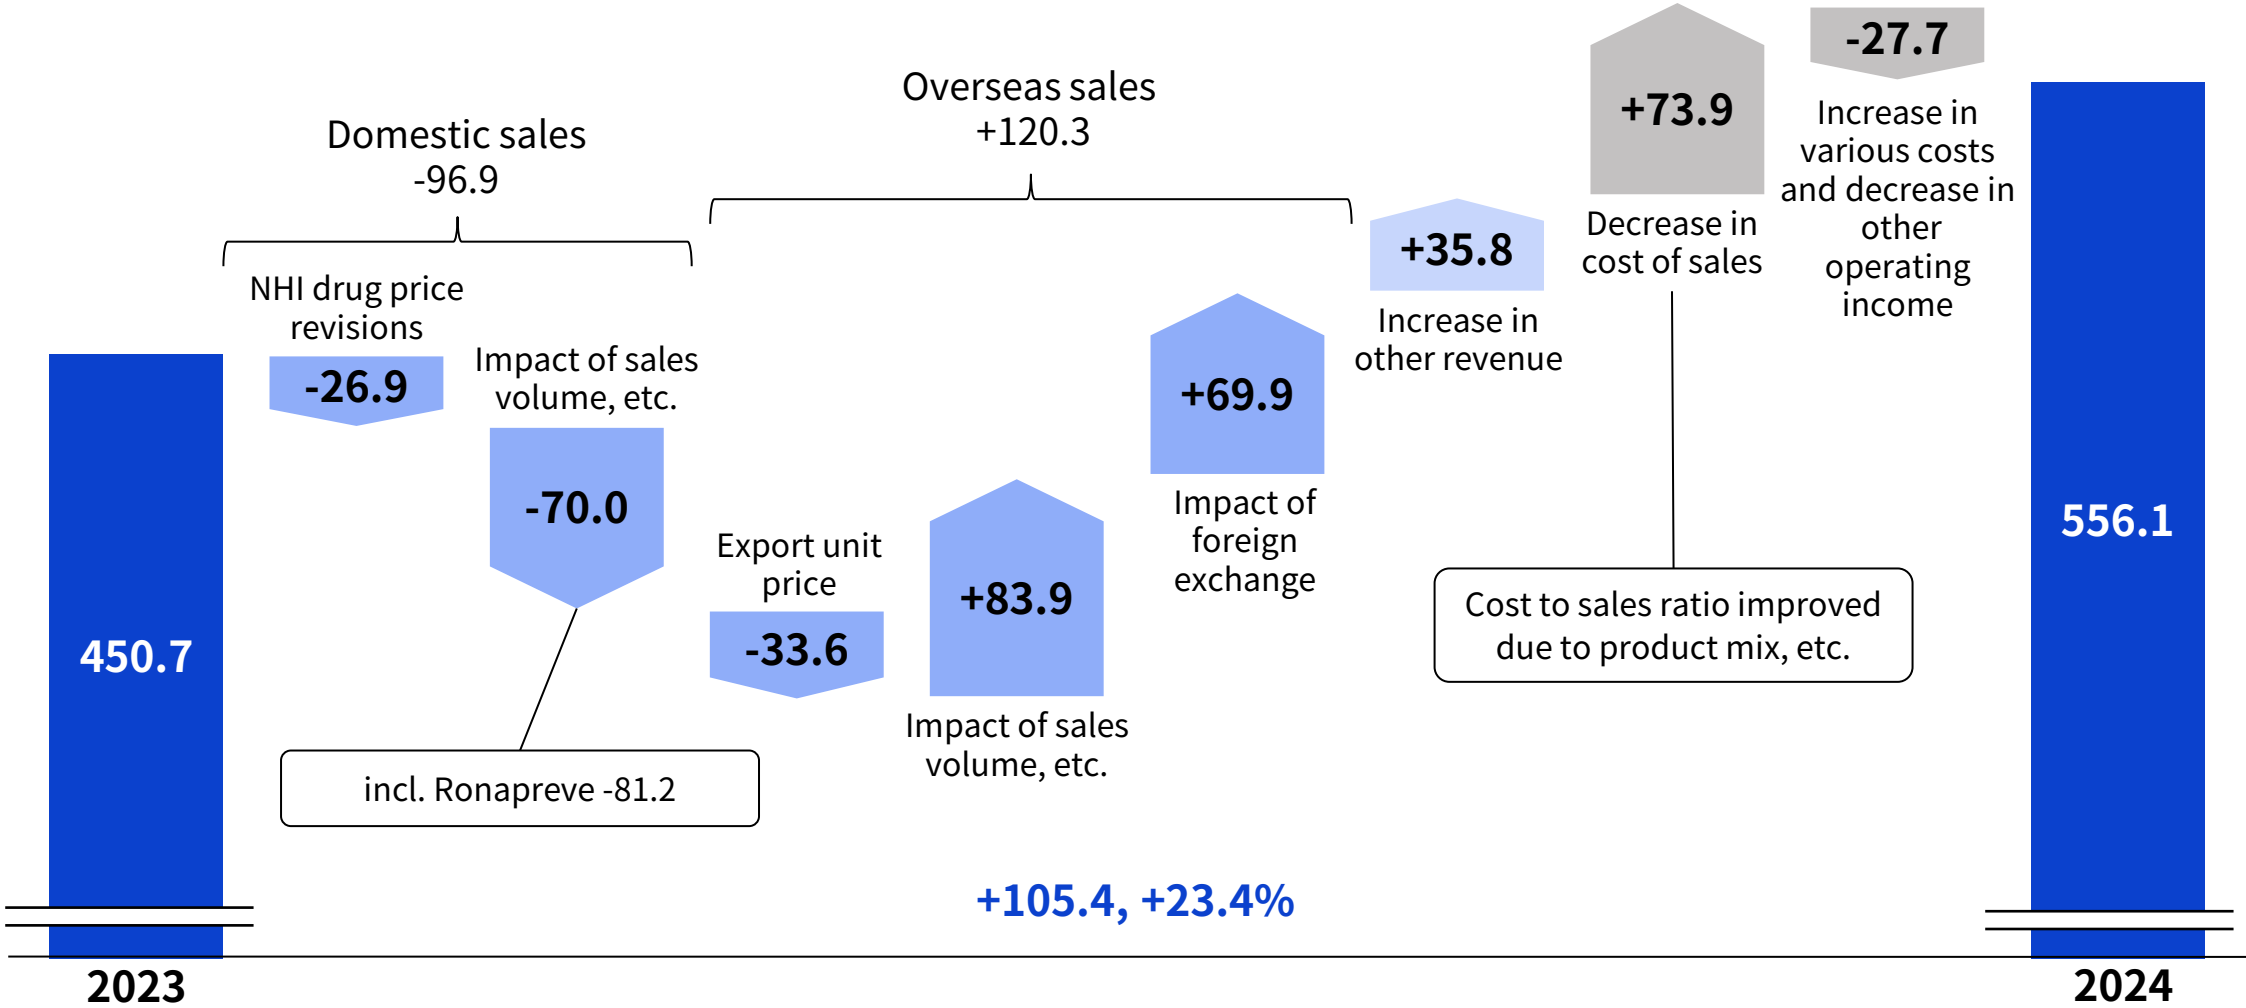 Domestic sales
-96.9
NHI drug price
revisions
-26.9
Impact of sales
volume, etc.
-70.0
incl. Ronapreve -81.2
Overseas sales
+120.3
Export unit
price
-33.6
+83.9
Impact of sales
volume, etc.
+69.9
Impact of
foreign
exchange
+35.8
Increase in
other revenue
+73.9
Decrease in
cost of sales
Cost to sales ratio improved
due to product mix, etc.
-27.7
Increase in
various costs
and decrease in
other
operating
income
450.7
556.1
+105.4, +23.4%
2023
2024